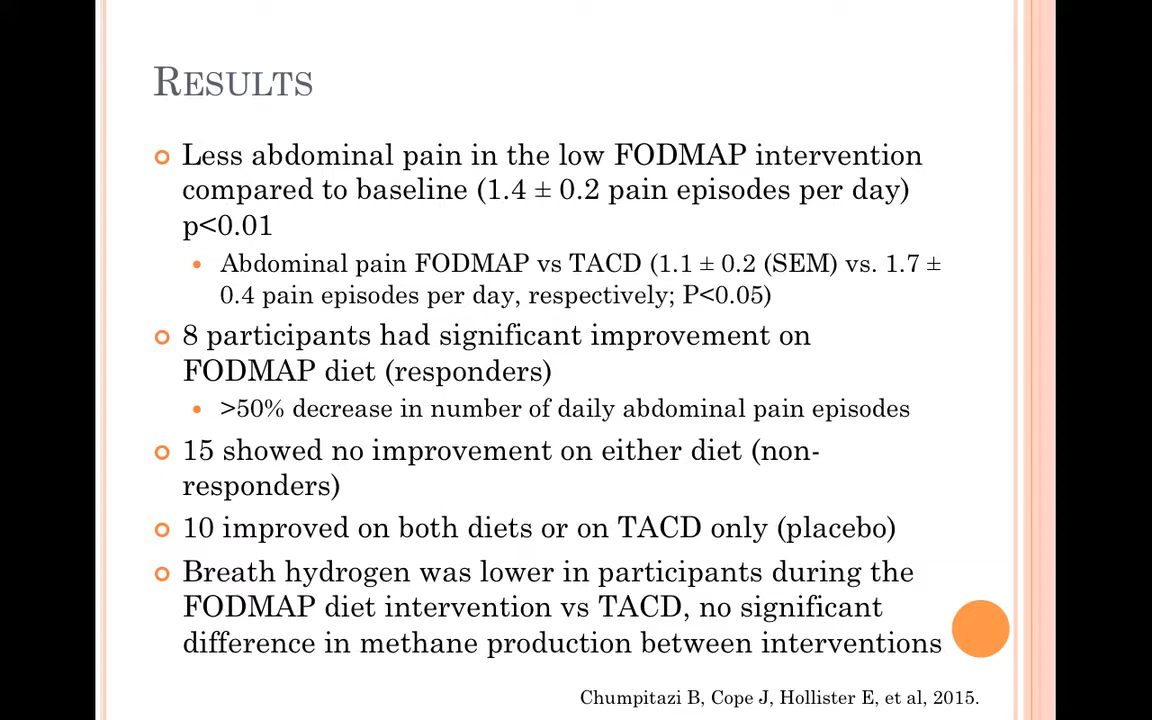 RESULTS
Less abdominal pain in the low FODMAP intervention
compared to baseline (1.4 ± 0.2 pain episodes per day)
p<0.01
Abdominal pain FODMAP vs TACD (1.1 ± 0.2 (SEM) vs. 1.7 ±
0.4 pain episodes per day, respectively; P<0.05)
8 participants had significant improvement on
FODMAP diet (responders)
>50% decrease in number of daily abdominal pain episodes
15 showed no improvement on either diet (non-
responders)
10 improved on both diets or on TACD only (placebo)
Breath hydrogen was lower in participants during the
FODMAP diet intervention vs TACD, no significant
difference in methane production between interventions
Chumpitazi B, Cope J, Hollister E, et al, 2015.